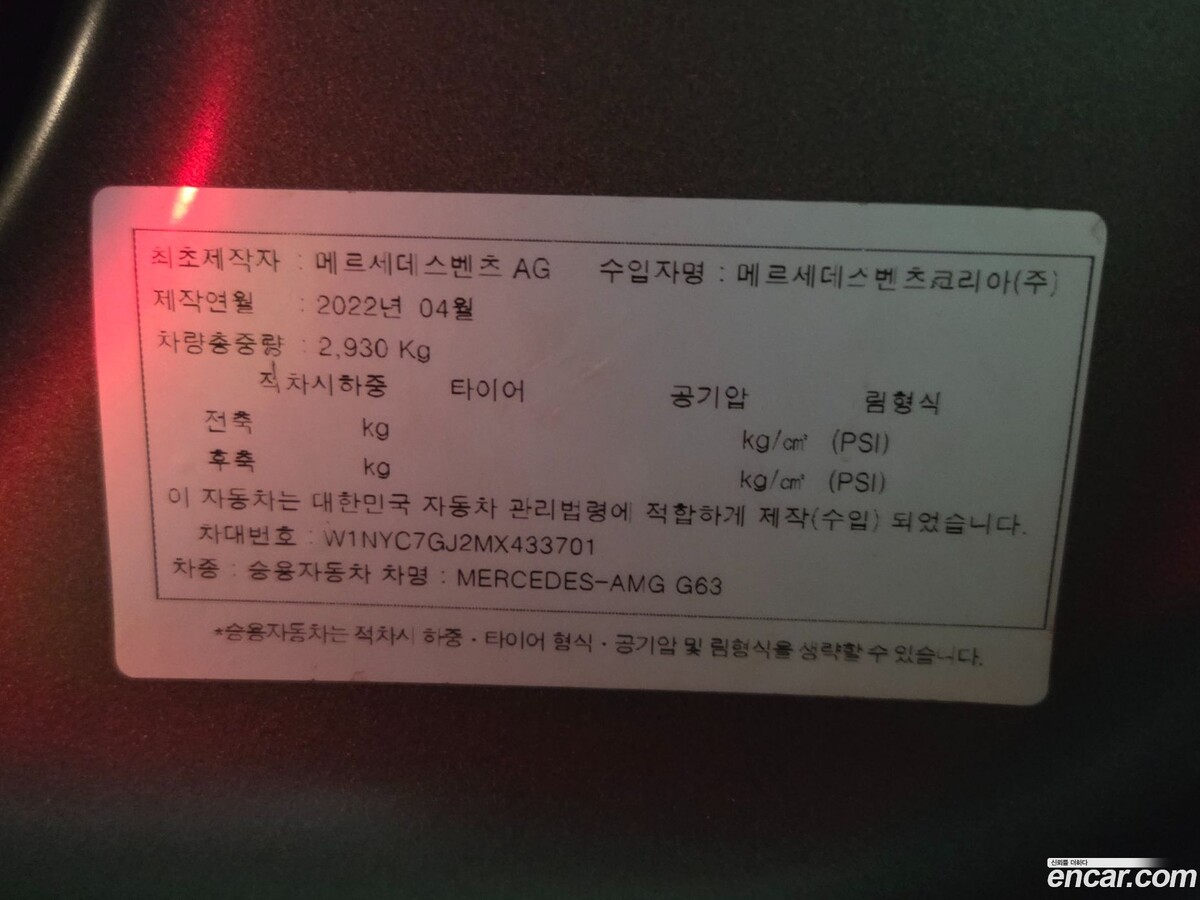 최초제작자 : 메르세데스벤츠 AG 수입자명 : 메르세데스벤츠코리아(주)
제작연월 : 2022년 04월
차량총중량 : 2,930 Kg
적차시하중 타이어 공기압 림형식
전축 kg kg/㎠ (PSI)
후축 kg kg/㎠ (PSI)
이 자동차는 대한민국 자동차 관리법령에 적합하게 제작(수입) 되었습니다.
차대번호 : W1NYC7GJ2MX433701
차종 : 승용자동차 차명 : MERCEDES-AMG G63
*승용자동차는 적차시 하중·타이어 형식·공기압 및 림형식을 생략할 수 있습니다.
신뢰를 더하다
encar.com